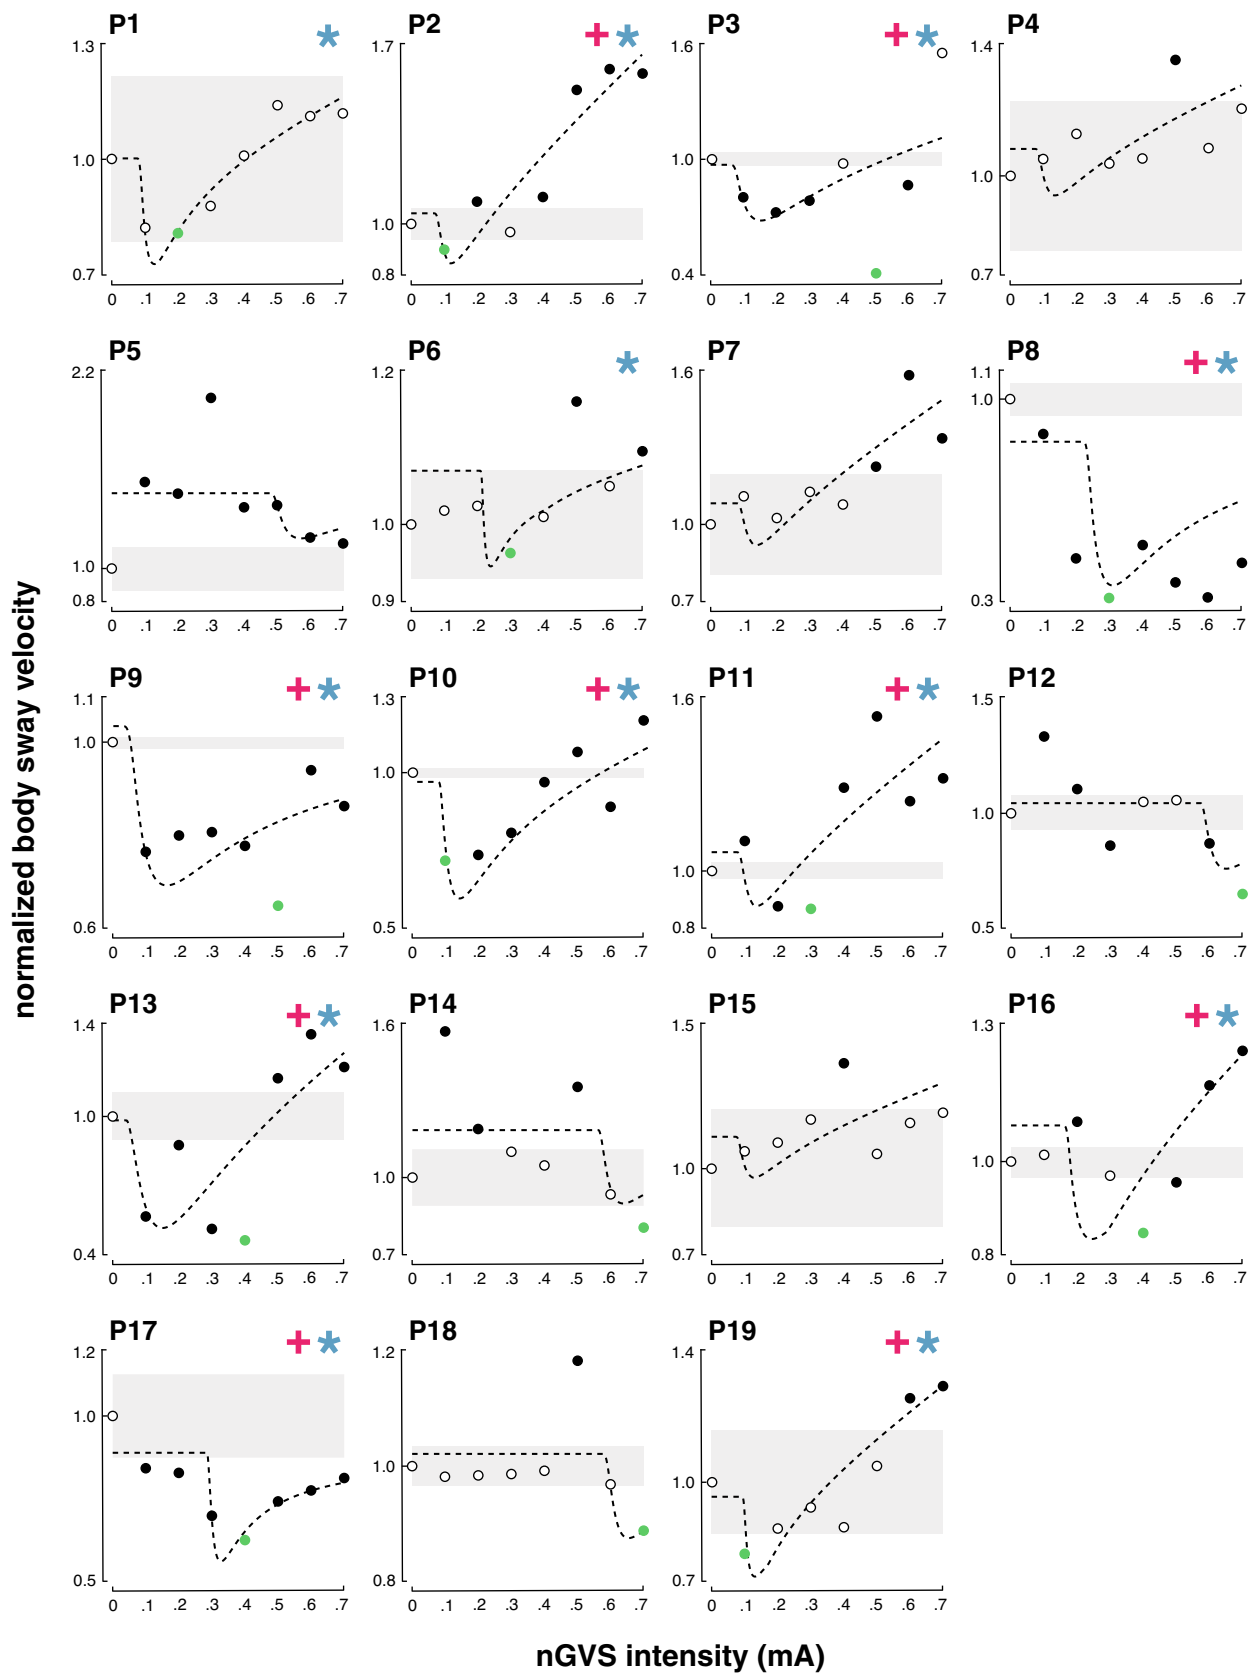 P1 P2 P3 P4
1.3 1.7 1.6 1.4
1.0 1.0 1.0 1.0
0.7 0.8 0.4 0.7
0 .1 .2 .3 .4 .5 .6 .7 0 .1 .2 .3 .4 .5 .6 .7 0 .1 .2 .3 .4 .5 .6 .7 0 .1 .2 .3 .4 .5 .6 .7
P5 P6 P7 P8
2.2 1.2 1.6 1.1
1.0 1.0 1.0 1.0
0.8 0.9 0.7 0.3
0 .1 .2 .3 .4 .5 .6 .7 0 .1 .2 .3 .4 .5 .6 .7 0 .1 .2 .3 .4 .5 .6 .7 0 .1 .2 .3 .4 .5 .6 .7
normalized body sway velocity
P9 P10 P11 P12
1.1 1.3 1.6 1.5
1.0 1.0 1.0 1.0
0.6 0.5 0.8 0.5
0 .1 .2 .3 .4 .5 .6 .7 0 .1 .2 .3 .4 .5 .6 .7 0 .1 .2 .3 .4 .5 .6 .7 0 .1 .2 .3 .4 .5 .6 .7
P13 P14 P15 P16
1.4 1.6 1.5 1.3
1.0 1.0 1.0 1.0
0.4 0.7 0.7 0.8
0 .1 .2 .3 .4 .5 .6 .7 0 .1 .2 .3 .4 .5 .6 .7 0 .1 .2 .3 .4 .5 .6 .7 0 .1 .2 .3 .4 .5 .6 .7
P17 P18 P19
1.2 1.2 1.4
1.0 1.0 1.0
0.5 0.8 0.7
0 .1 .2 .3 .4 .5 .6 .7 0 .1 .2 .3 .4 .5 .6 .7 0 .1 .2 .3 .4 .5 .6 .7
nGVS intensity (mA)